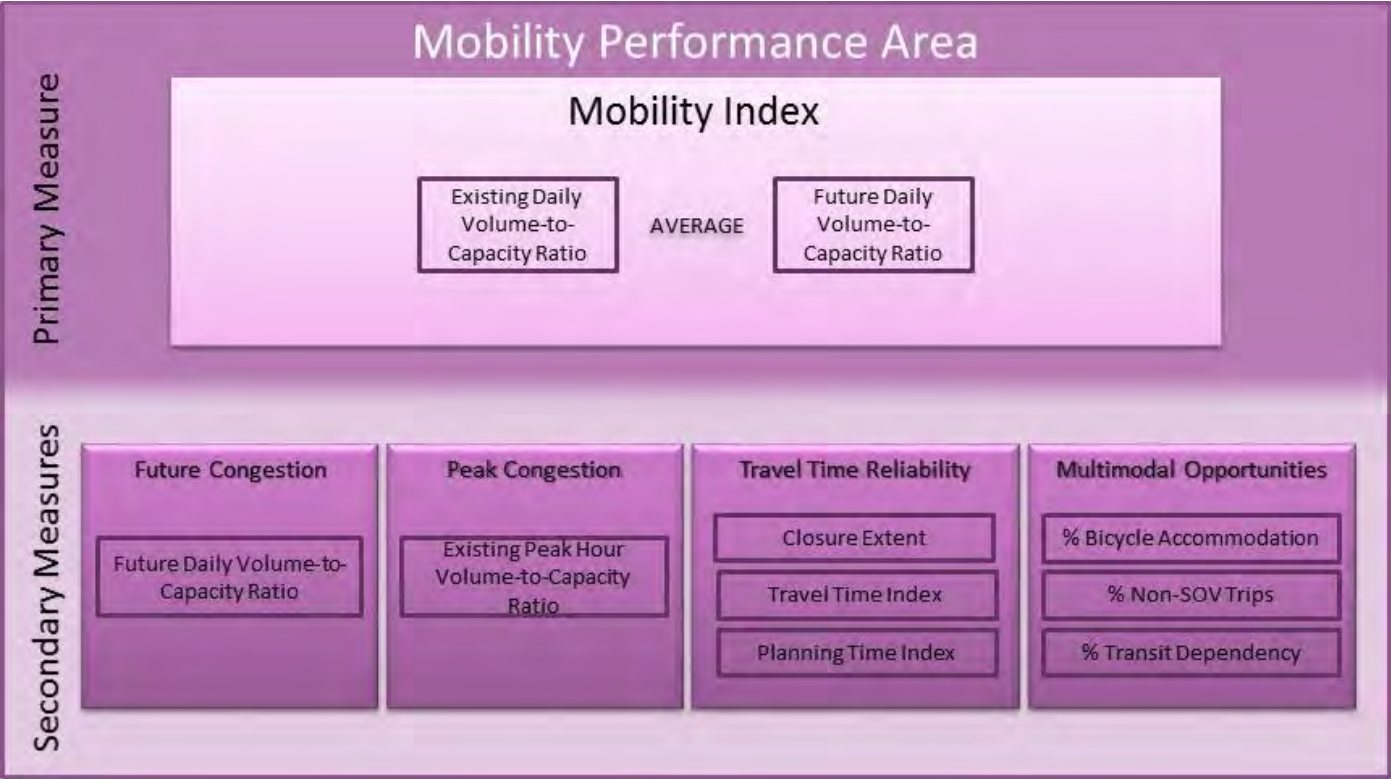 Mobility Performance Area
Primary Measure
Mobility Index
Existing Daily
Volume-to-
Capacity Ratio
AVERAGE
Future Daily
Volume-to-
Capacity Ratio
Secondary Measures
Future Congestion
Future Daily Volume-to-
Capacity Ratio
Peak Congestion
Existing Peak Hour
Volume-to-Capacity
Ratio
Travel Time Reliability
Closure Extent
Travel Time Index
Planning Time Index
Multimodal Opportunities
% Bicycle Accommodation
% Non-SOV Trips
% Transit Dependency